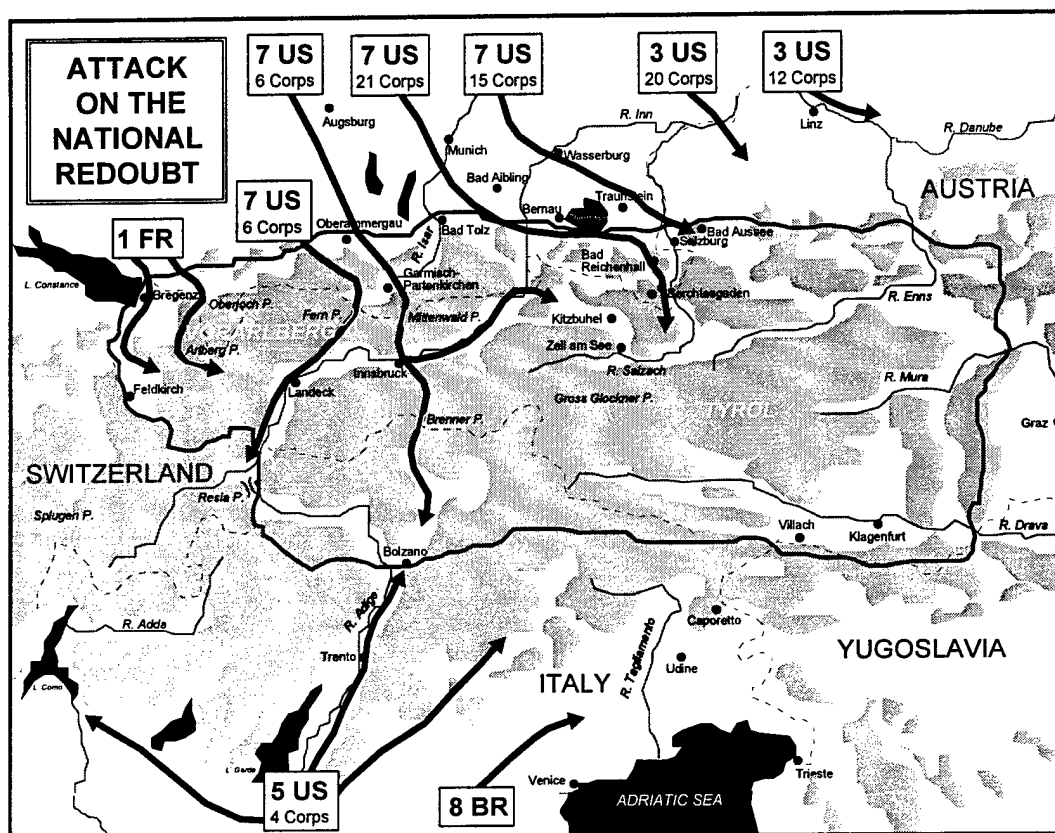 ATTACK
ON THE
NATIONAL
REDOUBT
7 US
6 Corps
7 US
21 Corps
7 US
15 Corps
3 US
20 Corps
3 US
12 Corps
Augsburg
Linz
R. Inn
R. Danube
Munich
Wasserburg
Bad Aibling
Traunstein
AUSTRIA
7 US
6 Corps
Bernau
Oberammergau
Bad Tolz
Bad Aussee
Salzburg
1 FR
R. Isar
Bad
Reichenhall
Garmisch-
Partenkirchen
L. Constance
Bregenz
Oberjoch P.
Berchtesgaden
R. Enns
Fern P.
Mittenwald P.
Kitzbuhel
Arlberg P.
Zell am See
Innsbruck
R. Salzach
Landeck
R. Mura
Feldkirch
Gross Glockner P.
TYROL
Brenner P.
Graz
SWITZERLAND
Resia P.
Splugen P.
Villach
Klagenfurt
R. Drava
Bolzano
R. Adige
Caporetto
R. Adda
R. Tagliamento
YUGOSLAVIA
Trento
Udine
ITALY
L. Como
L. Garda
5 US
4 Corps
8 BR
Venice
Trieste
ADRIATIC SEA